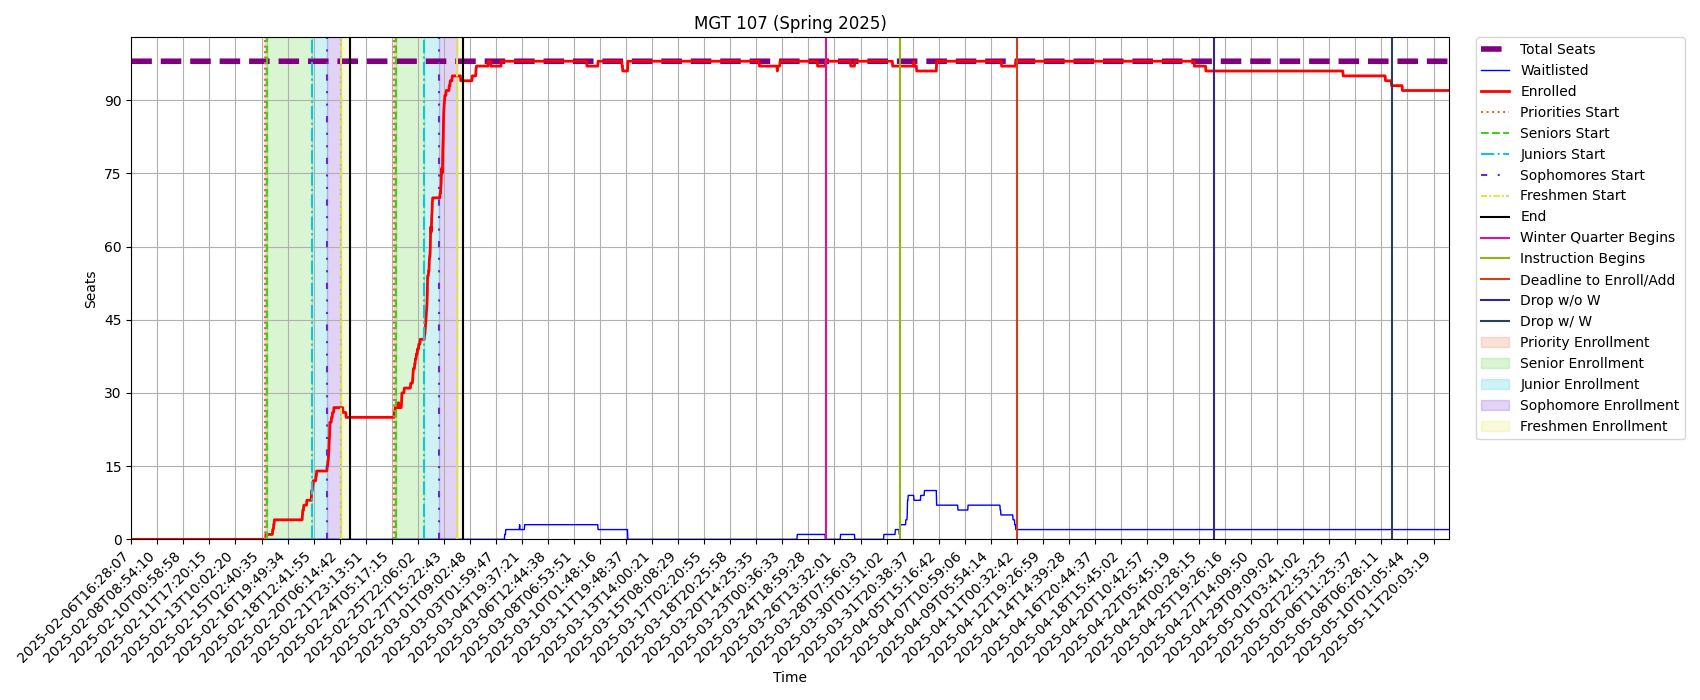 MGT 107 (Spring 2025)
Seats
90
75
60
45
30
15
0
2025-02-06T16:28:07
2025-02-08T08:54:10
2025-02-10T00:58:58
2025-02-11T17:20:15
2025-02-13T01:02:20
2025-02-15T02:40:35
2025-02-16T19:49:34
2025-02-18T12:41:55
2025-02-20T06:14:42
2025-02-21T23:13:51
2025-02-24T05:17:15
2025-02-25T22:06:02
2025-02-27T15:22:43
2025-03-01T09:02:48
2025-03-03T01:59:47
2025-03-04T19:37:21
2025-03-06T12:44:38
2025-03-08T06:53:51
2025-03-10T01:48:16
2025-03-11T19:48:37
2025-03-13T14:00:21
2025-03-15T08:08:29
2025-03-17T02:20:55
2025-03-18T20:25:58
2025-03-20T14:25:35
2025-03-23T00:36:33
2025-03-24T18:59:28
2025-03-26T13:32:01
2025-03-28T07:56:03
2025-03-30T01:51:02
2025-03-31T20:38:37
2025-04-05T15:16:42
2025-04-07T10:59:06
2025-04-09T05:54:14
2025-04-11T00:32:42
2025-04-12T19:26:59
2025-04-14T14:39:28
2025-04-16T20:44:37
2025-04-18T15:45:02
2025-04-20T10:42:57
2025-04-22T05:45:19
2025-04-24T00:28:15
2025-04-25T19:26:16
2025-04-27T14:09:50
2025-04-29T09:09:02
2025-05-01T03:41:02
2025-05-02T22:53:25
2025-05-06T11:25:37
2025-05-08T06:28:11
2025-05-10T01:05:44
2025-05-11T20:03:19
Time
Total Seats
Waitlisted
Enrolled
Priorities Start
Seniors Start
Juniors Start
Sophomores Start
Freshmen Start
End
Winter Quarter Begins
Instruction Begins
Deadline to Enroll/Add
Drop w/o W
Drop w/ W
Priority Enrollment
Senior Enrollment
Junior Enrollment
Sophomore Enrollment
Freshmen Enrollment